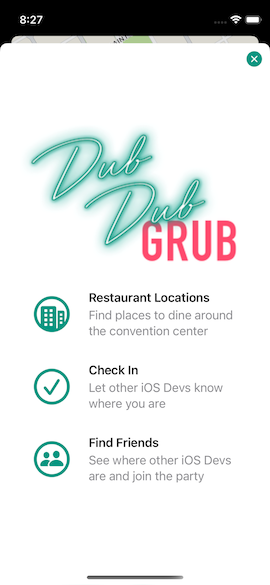 8:27
Dub
Dub
GRUB
Restaurant Locations
Find places to dine around
the convention center
Check In
Let other iOS Devs know
where you are
Find Friends
See where other iOS Devs
are and join the party